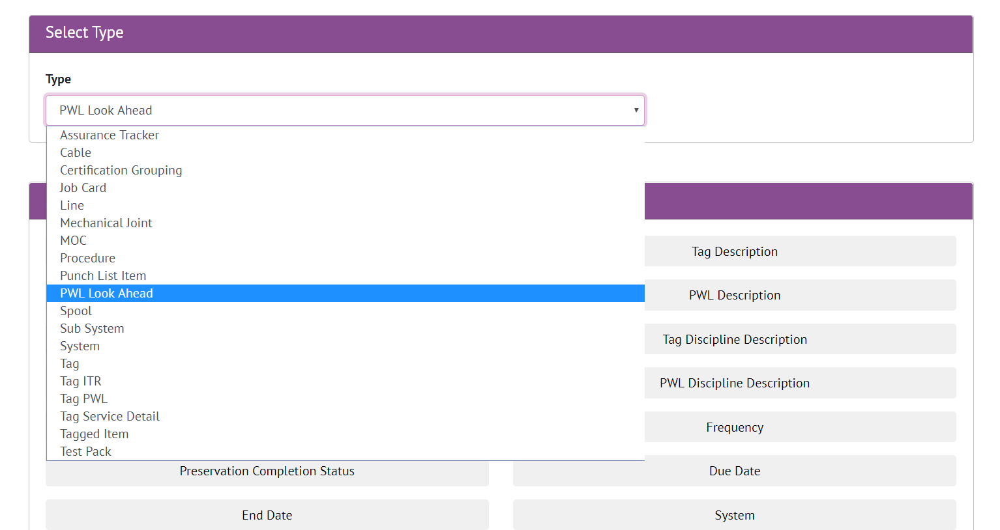 Select Type
Type
PWL Look Ahead
Assurance Tracker
Cable
Certification Grouping
Job Card
Line
Mechanical Joint
MOC
Procedure
Punch List Item
PWL Look Ahead
Spool
Sub System
System
Tag
Tag ITR
Tag PWL
Tag Service Detail
Tagged Item
Test Pack
Tag Description
PWL Description
Tag Discipline Description
PWL Discipline Description
Frequency
Preservation Completion Status
Due Date
End Date
System